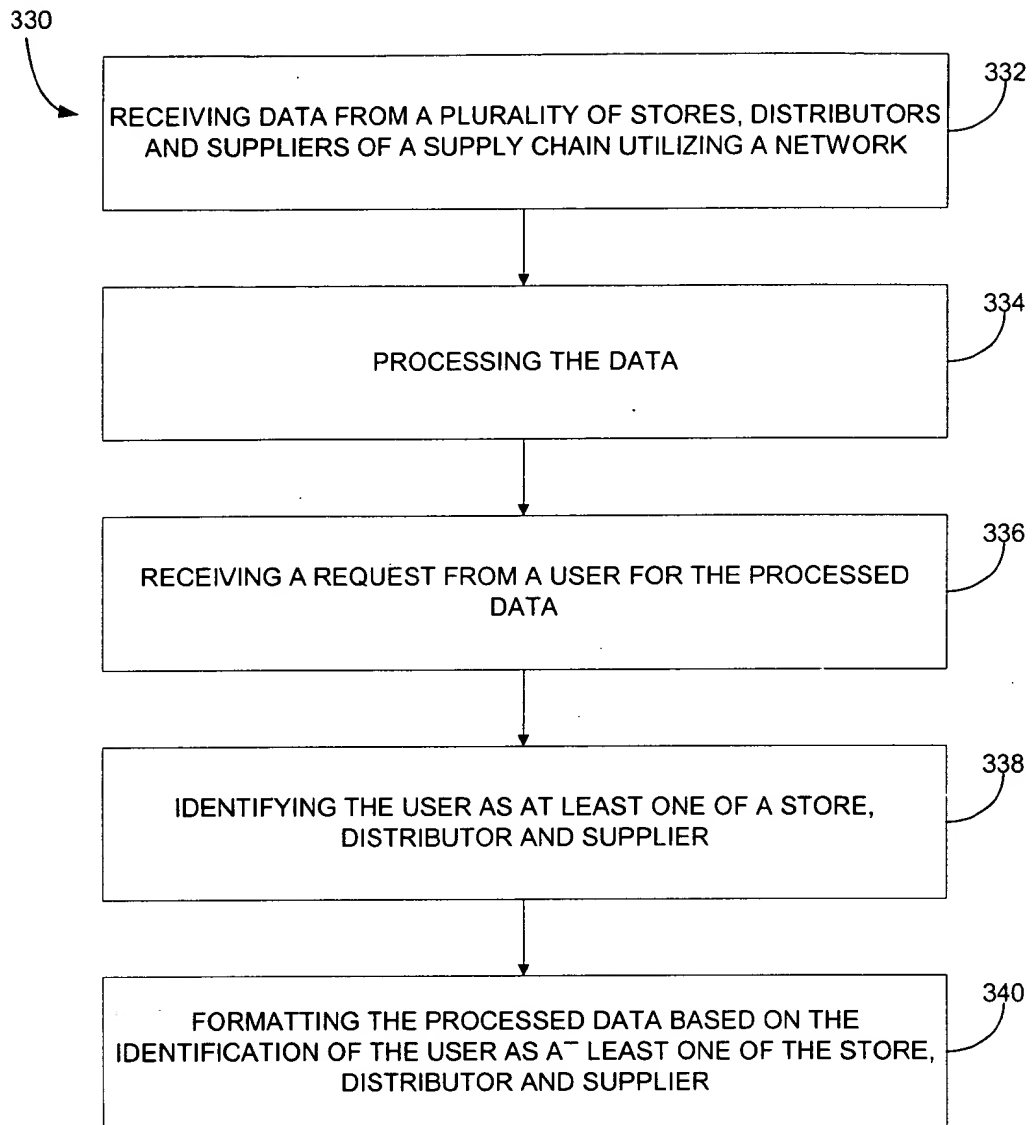 330
332
RECEIVING DATA FROM A PLURALITY OF STORES, DISTRIBUTORS
AND SUPPLIERS OF A SUPPLY CHAIN UTILIZING A NETWORK
334
PROCESSING THE DATA
336
RECEIVING A REQUEST FROM A USER FOR THE PROCESSED
DATA
338
IDENTIFYING THE USER AS AT LEAST ONE OF A STORE,
DISTRIBUTOR AND SUPPLIER
340
FORMATTING THE PROCESSED DATA BASED ON THE
IDENTIFICATION OF THE USER AS AT LEAST ONE OF THE STORE,
DISTRIBUTOR AND SUPPLIER